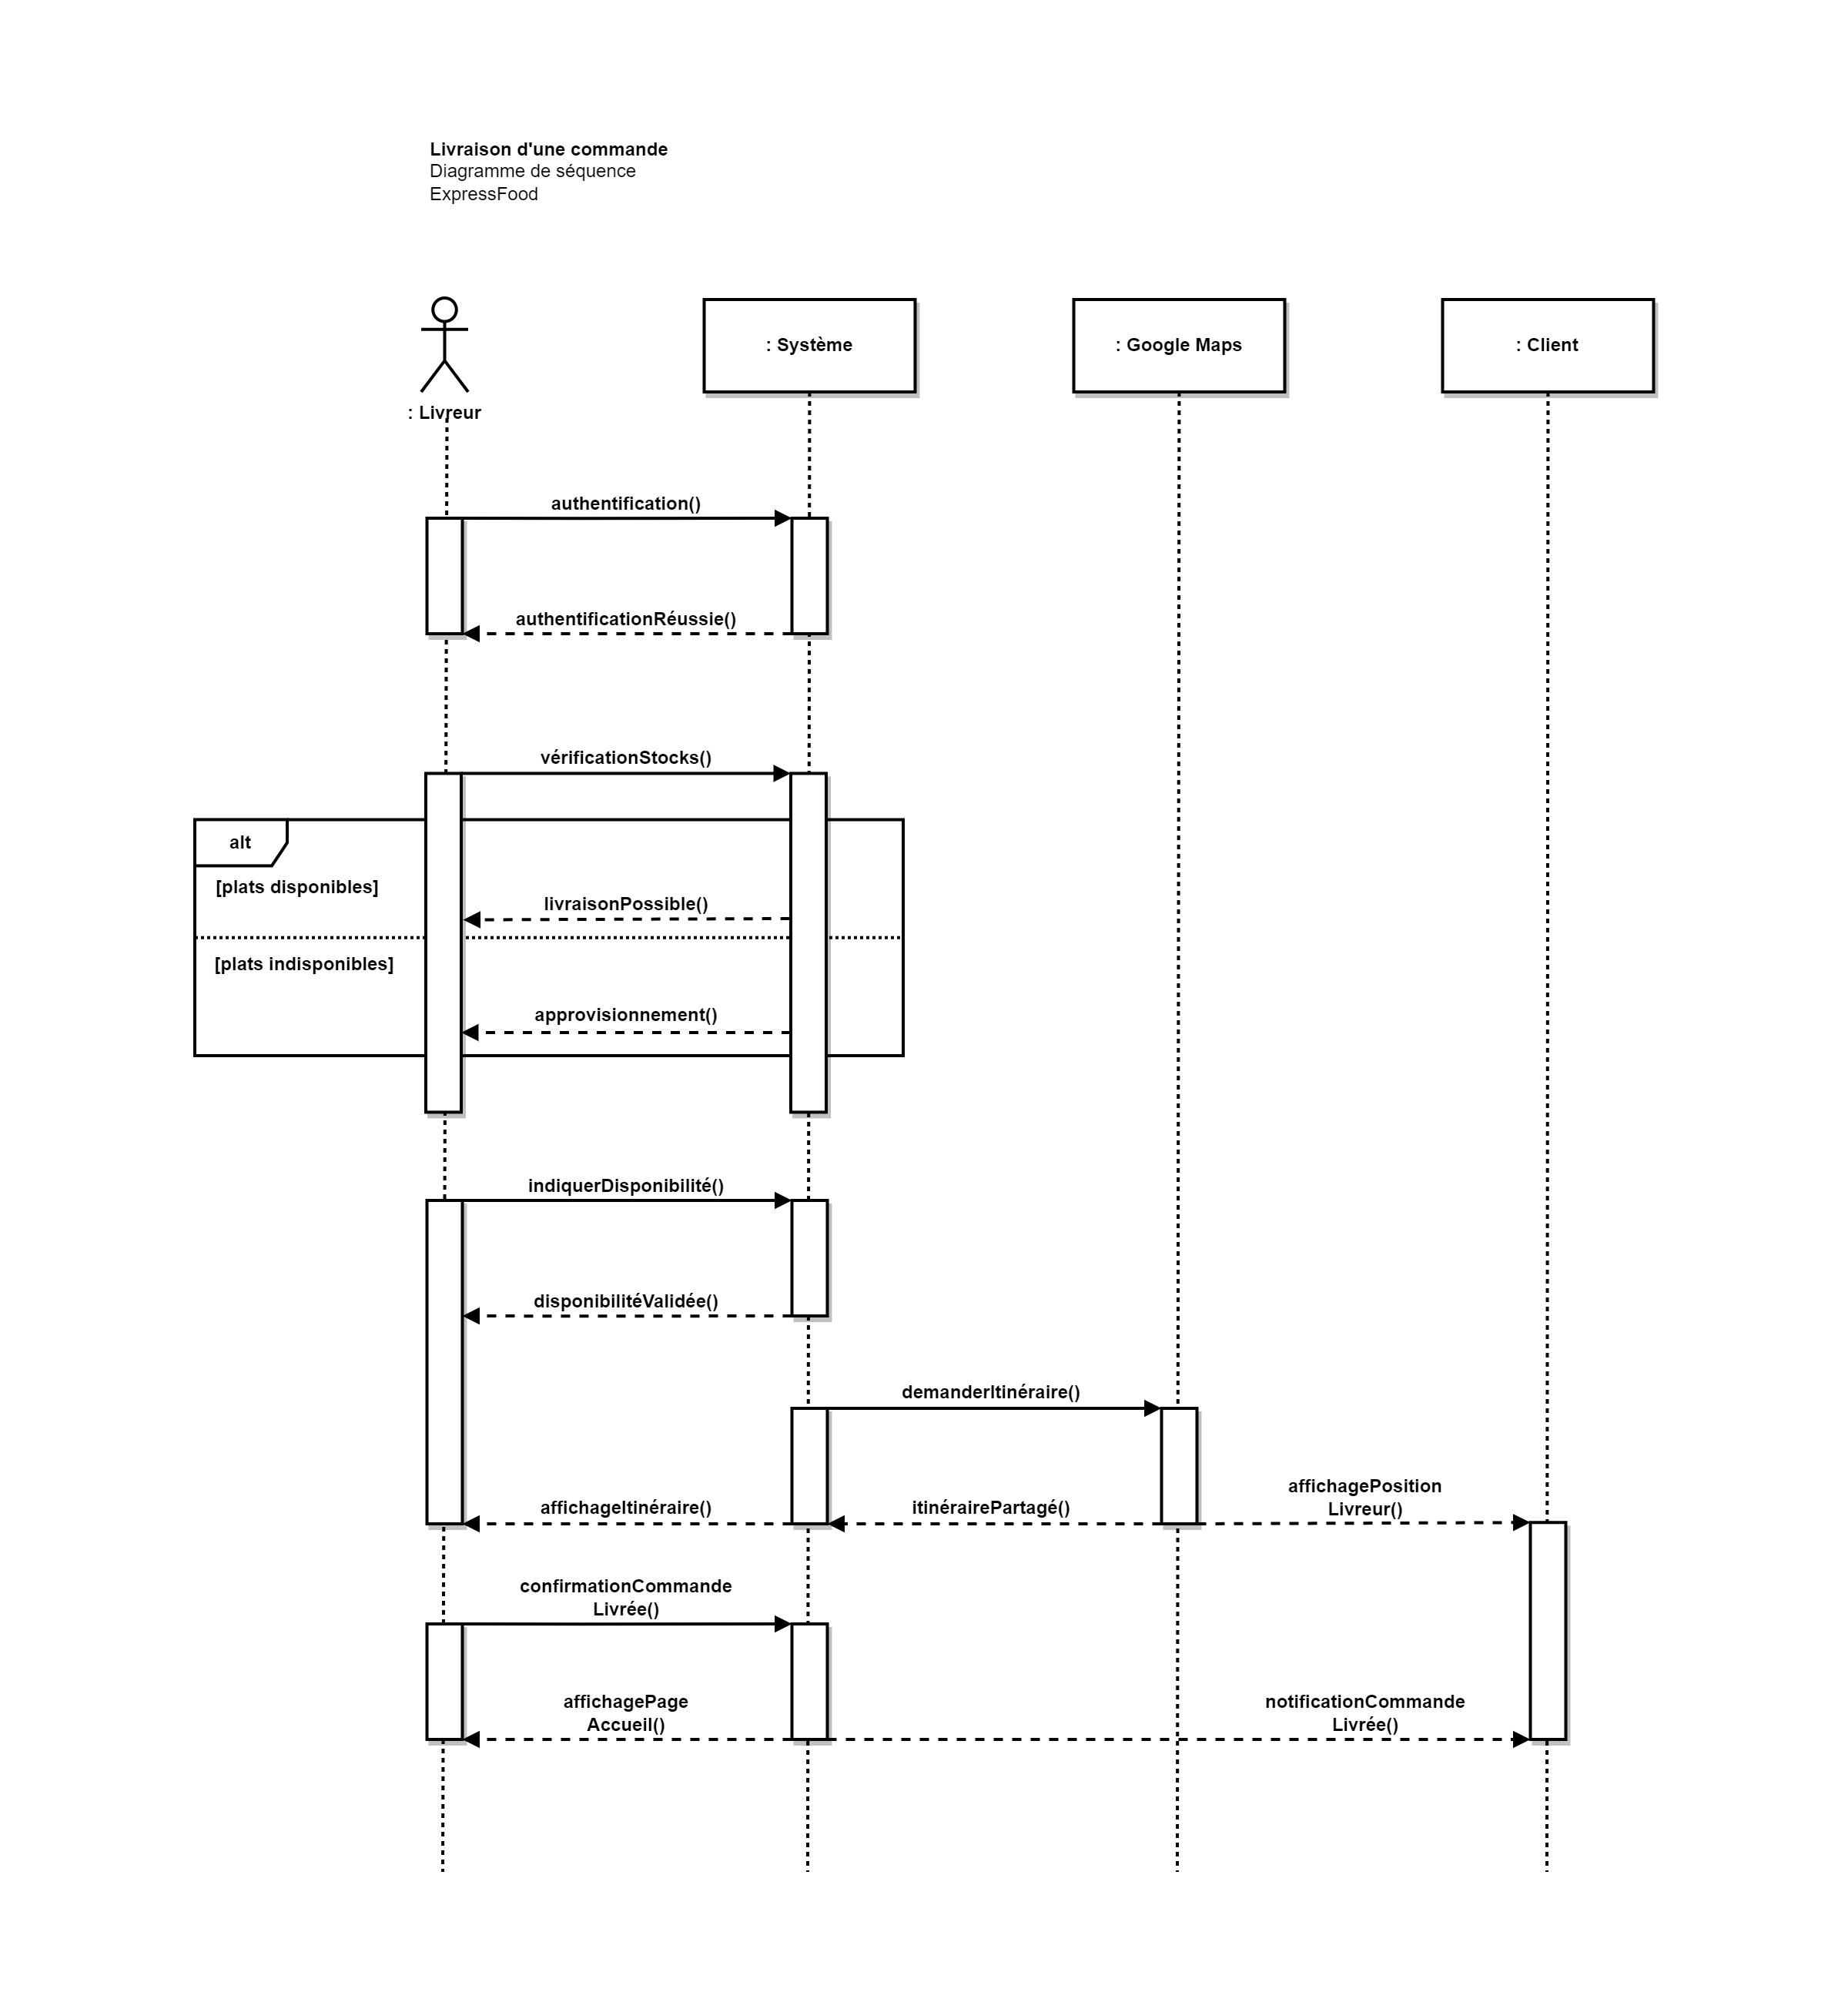 Livraison d'une commande
Diagramme de séquence
ExpressFood
: Livreur
: Système
: Google Maps
: Client
authentification()
authentificationRéussie()
vérificationStocks()
alt
[plats disponibles]
livraisonPossible()
[plats indisponibles]
approvisionnement()
indiquerDisponibilité()
disponibilitéValidée()
demanderItinéraire()
affichageItinéraire()
itinérairePartagé()
affichagePosition
Livreur()
confirmationCommande
Livrée()
affichagePage
Accueil()
notificationCommande
Livrée()